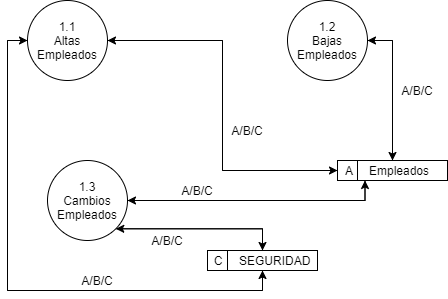 1.1
Altas
Empleados
1.2
Bajas
Empleados
A/B/C
A/B/C
A Empleados
1.3
Cambios
Empleados
A/B/C
A/B/C
C SEGURIDAD
A/B/C